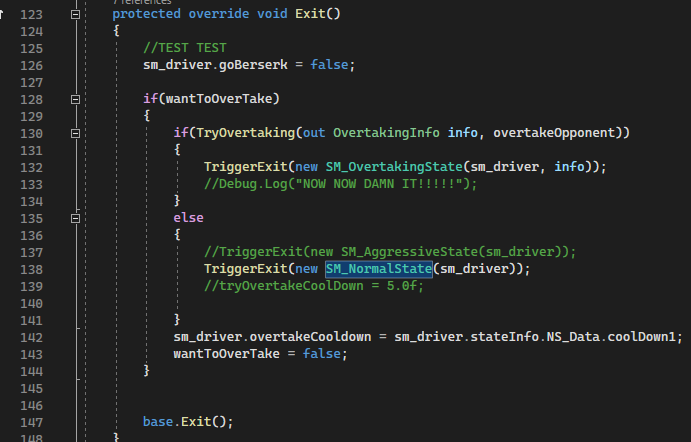 7 references
123 protected override void Exit()
124 {
125 //TEST TEST
126 sm_driver.goBerserk = false;
127
128 if(wantToOverTake)
129 {
130 if(TryOvertaking(out OvertakingInfo info, overtakeOpponent))
131 {
132 TriggerExit(new SM_OvertakingState(sm_driver, info));
133 //Debug.Log("NOW NOW DAMN IT!!!!!");
134 }
135 else
136 {
137 //TriggerExit(new SM_AggressiveState(sm_driver));
138 TriggerExit(new SM_NormalState(sm_driver));
139 //tryOvertakeCoolDown = 5.0f;
140
141 }
142 sm_driver.overtakeCooldown = sm_driver.stateInfo.NS_Data.coolDown1;
143 wantToOverTake = false;
144 }
145
146
147 base.Exit();
148 }